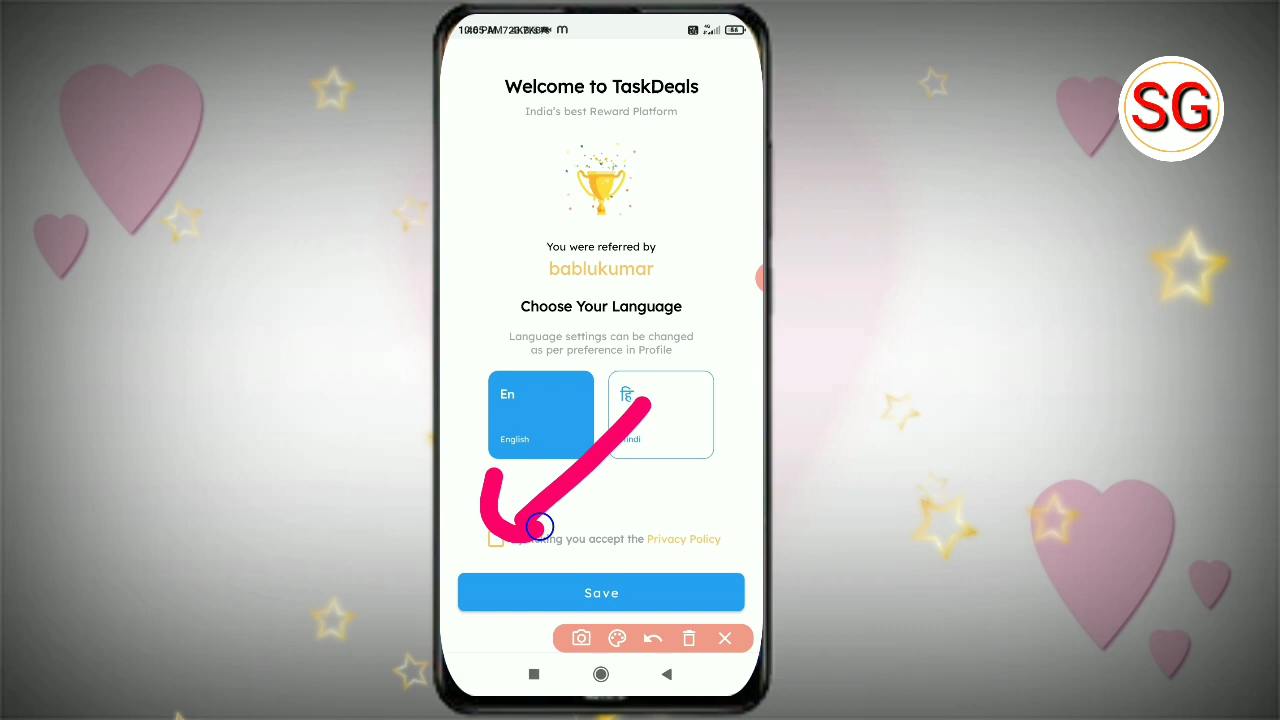 SG
Welcome to TaskDeals
India's best Reward Platform
You were referred by
bablukumar
Choose Your Language
Language settings can be changed
as per preference in Profile
En
हि
English
you accept the Privacy Policy
Save